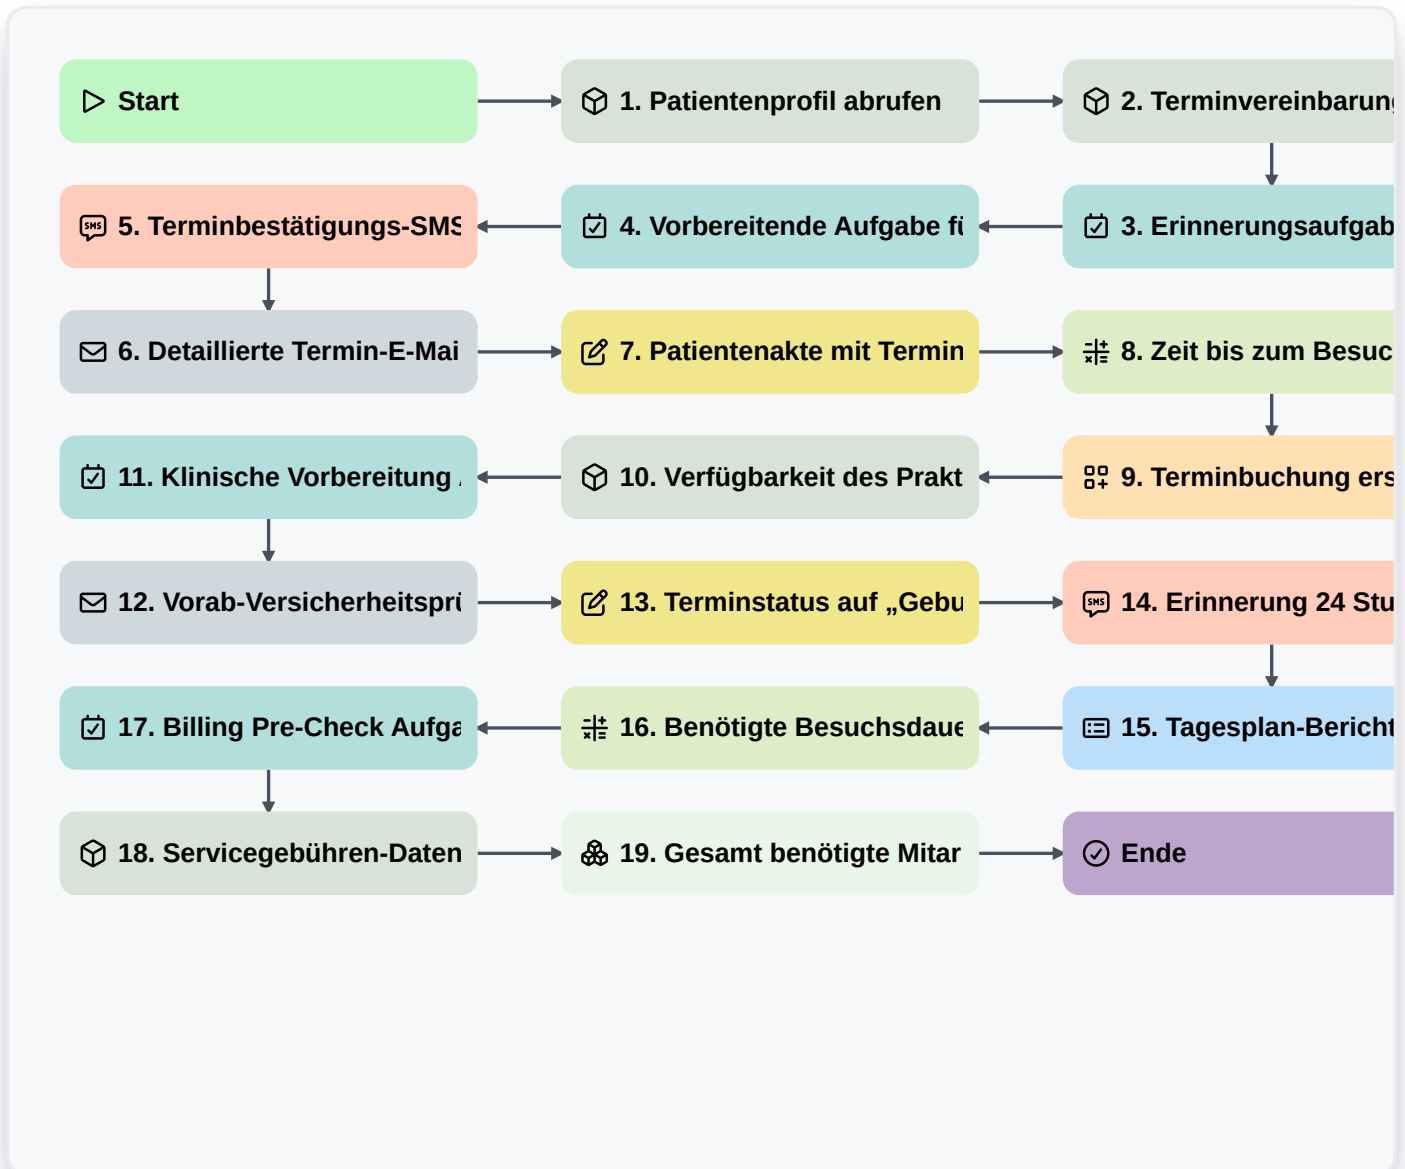 Start
1. Patientenprofil abrufen
2. Terminvereinbarung
3. Erinnerungsaufgab
4. Vorbereitende Aufgabe fü
SMS
5. Terminbestätigungs-SMS
6. Detaillierte Termin-E-Mai
7. Patientenakte mit Termin
8. Zeit bis zum Besuc
9. Terminbuchung ers
10. Verfügbarkeit des Prakt
11. Klinische Vorbereitung
12. Vorab-Versicherheitsprü
13. Terminstatus auf „Gebu
SMS
14. Erinnerung 24 Stu
15. Tagesplan-Bericht
16. Benötigte Besuchsdaue
17. Billing Pre-Check Aufga
18. Servicegebühren-Daten
19. Gesamt benötigte Mitar
Ende